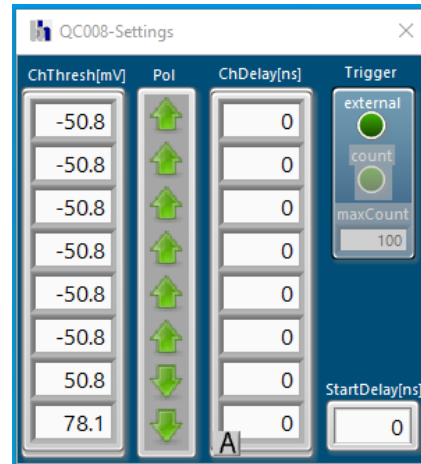 QC008-Settings
ChThresh[mV] Pol ChDelay[ns] Trigger
external
-50.8 0
count
-50.8 0
maxCount
-50.8 0
100
-50.8 0
-50.8 0
-50.8 0
50.8 0
StartDelay[ns]
78.1 0 0
A